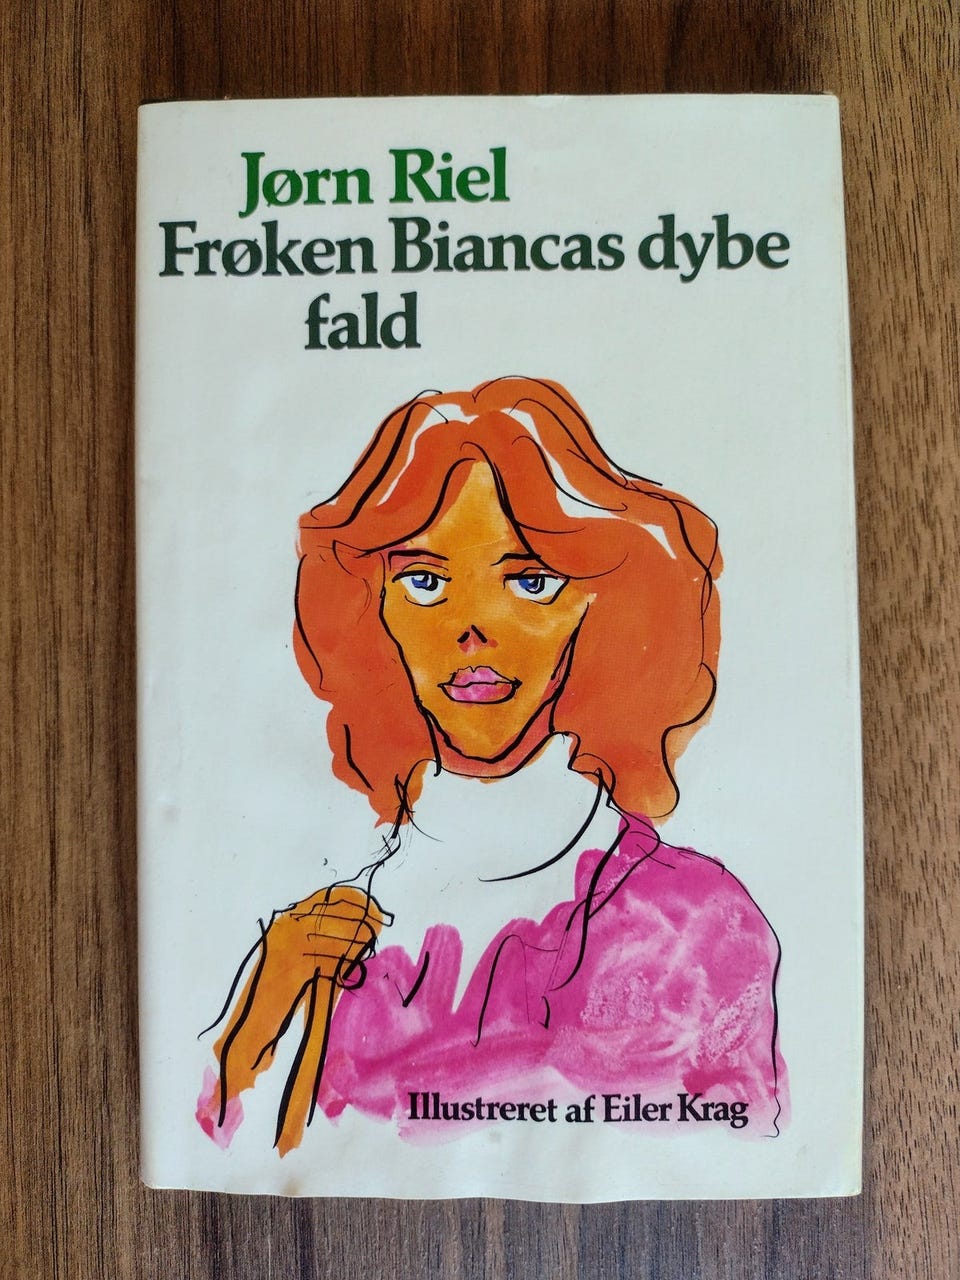 Jørn Riel
Frøken Biancas dybe
fald
Illustreret af Eiler Krag